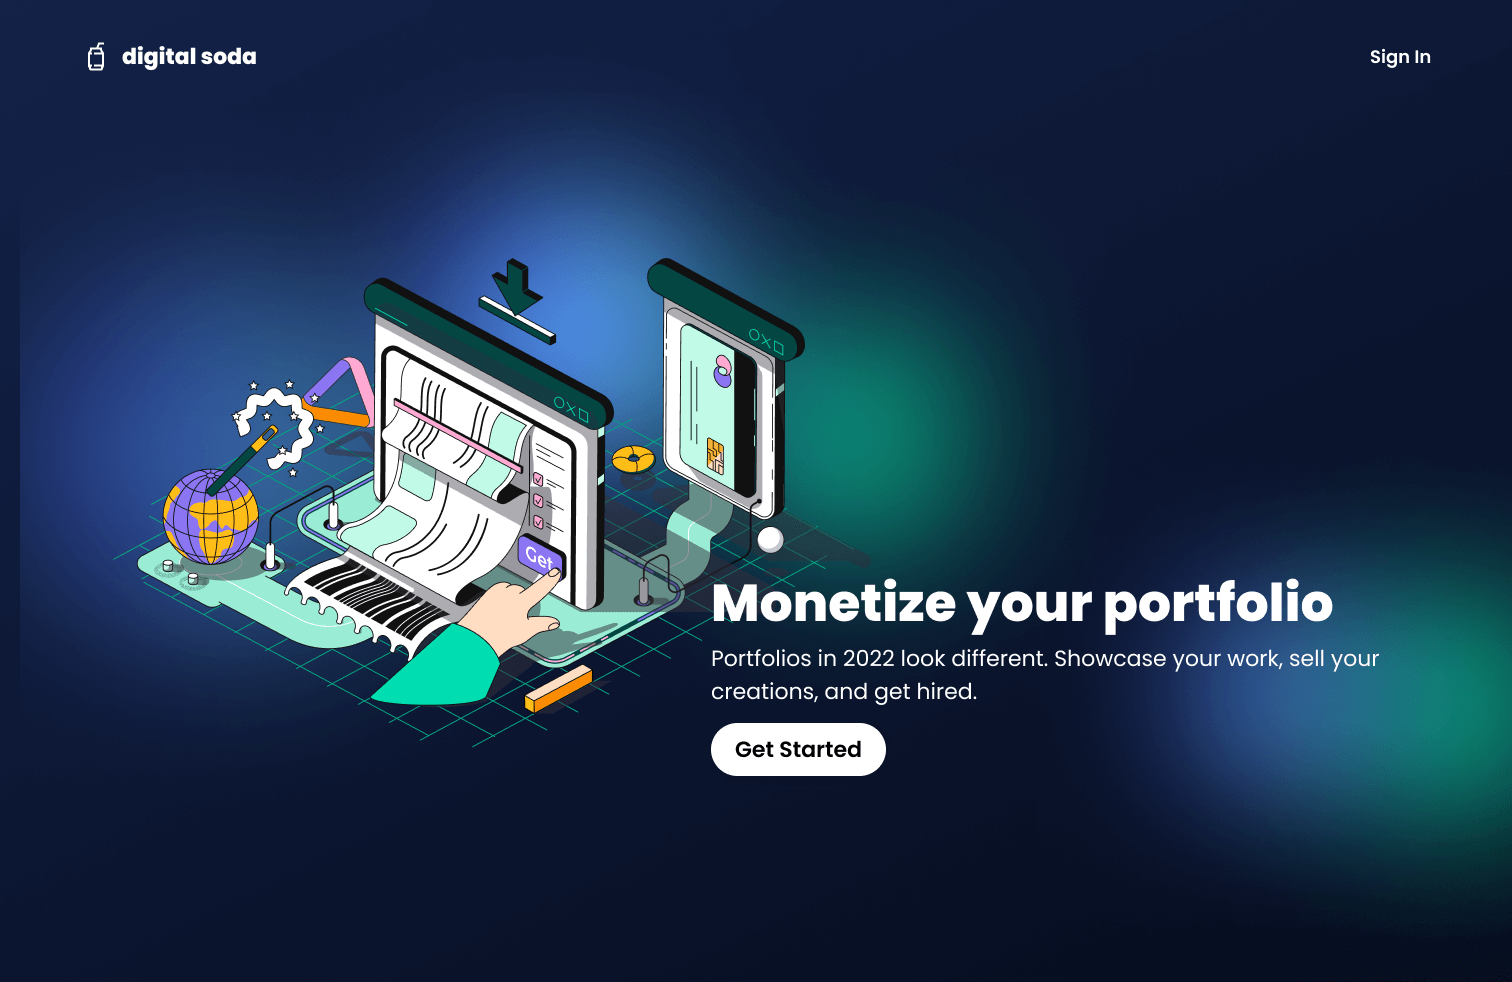 digital soda
Sign In
Get
Monetize your portfolio
Portfolios in 2022 look different. Showcase your work, sell your
creations, and get hired.
Get Started